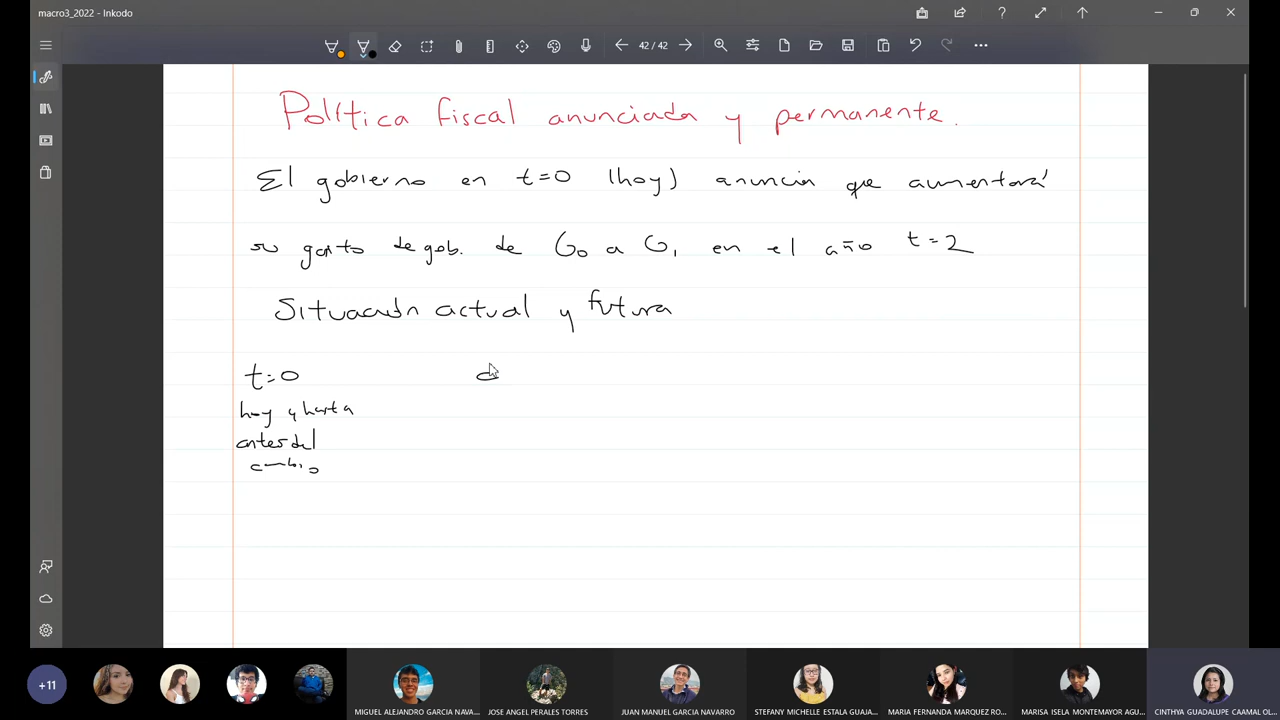 macro3_2022 - Inkodo
42 / 42
Política fiscal anunciada y permanente.
El gobierno en t=0 (hoy) anuncia que aumentará
su gasto de gob. de G0 a G1 en el año t=2
Situación actual y futura
t=0
hoy y hasta
antes del
cambio
+11
MIGUEL ALEJANDRO GARCIA NAVA...
JOSE ANGEL PERALES TORRES
JUAN MANUEL GARCIA NAVARRO
STEFANY MICHELLE ESTALA GUAJA...
MARIA FERNANDA MARQUEZ RO...
MARISA ISELA MONTEMAYOR AGU...
CINTHYA GUADALUPE CAAMAL OL...